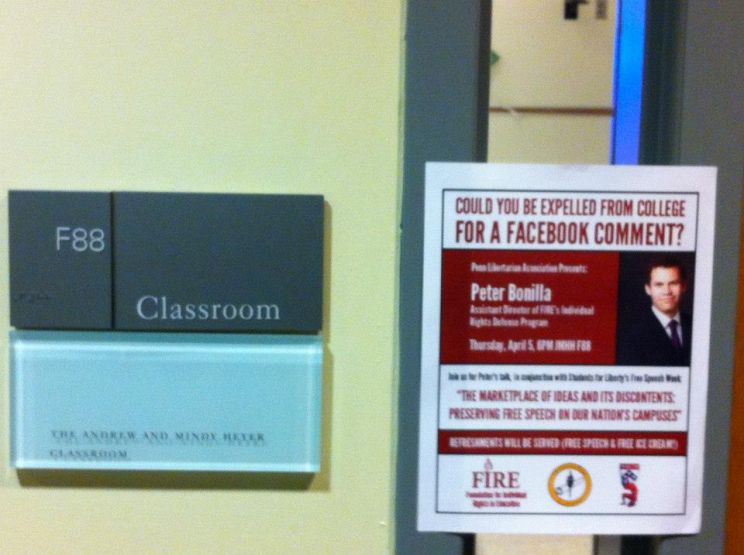 F88
Classroom
THE ANDREW AND MINDY HEYER
CLASSROOM
COULD YOU BE EXPELLED FROM COLLEGE
FOR A FACEBOOK COMMENT?
Penn Libertarian Association Presents:
Peter Bonilla
Assistant Director of FIRE's Individual
Rights Defense Program
Thursday, April 5, 6PM JMHH F88
Join us for Peter's talk, in conjunction with Students for Liberty's Free Speech Week:
"THE MARKETPLACE OF IDEAS AND ITS DISCONTENTS:
PRESERVING FREE SPEECH ON OUR NATION'S CAMPUSES"
REFRESHMENTS WILL BE SERVED (FREE SPEECH & FREE ICE CREAM!)
FIRE
Foundation for Individual
Rights in Education